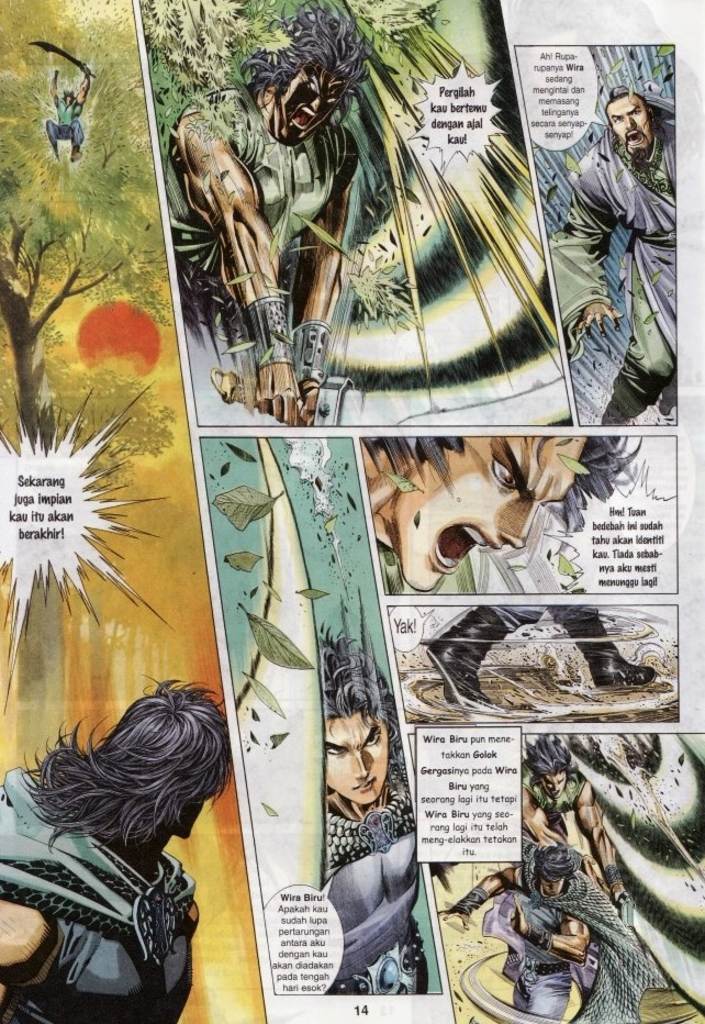 Sekarang
juga impian
kau itu akan
berakhir!
Pergilah
kau bertemu
dengan ajal
kau!
Ah! Rupa-
rupanya Wira
sedang
mengintai dan
memasang
telinganya
secara senyap-
senyap!
Wira Biru:
Apakah kau
sudah lupa
pertarungan
antara aku
dengan kau
akan diadakan
pada tengah
hari esok?
Hm! Tuan
bedebah ini sudah
tahu akan identiti
kau. Tiada sebab-
nya aku mesti
menunggu lagi!
Yak!
Wira Biru pun mene-
takkan Golok
Gergasinya pada Wira
Biru yang
seorang lagi itu tetapi
Wira Biru yang seo-
rang lagi itu telah
meng-elakkan tetakan
itu.
14